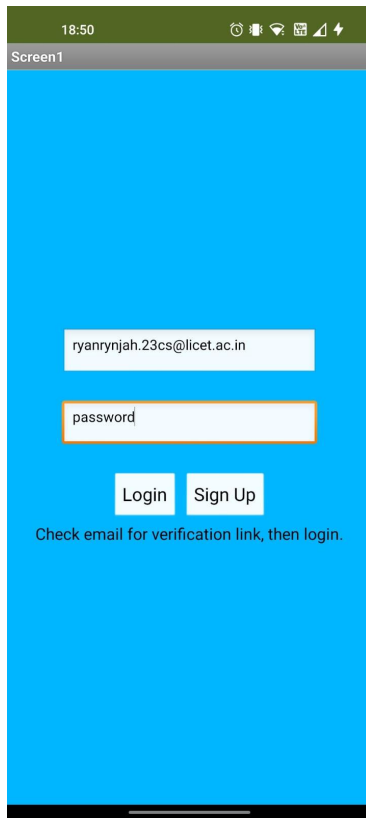 18:50
Screen1
ryanrynjah.23cs@licet.ac.in
password
Login Sign Up
Check email for verification link, then login.